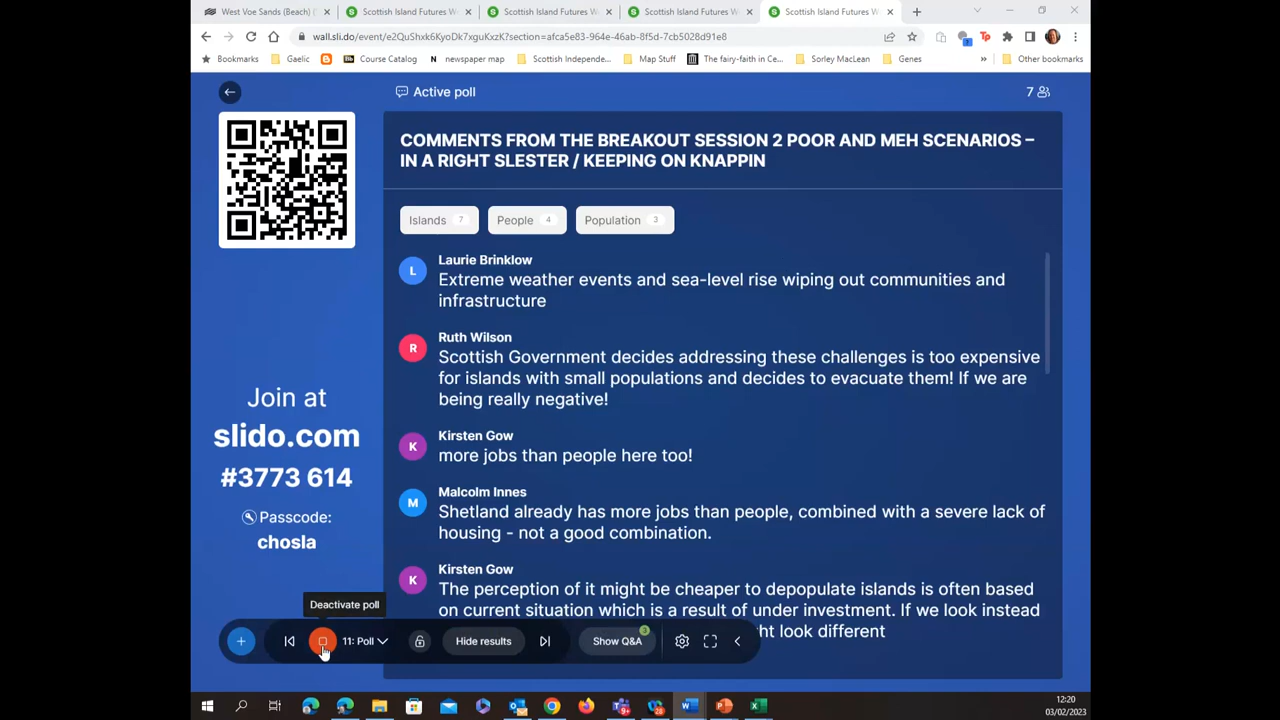 West Voe Sands (Beach) (
Scottish Island Futures W
Scottish Island Futures W
Scottish Island Futures W
Scottish Island Futures W
wall.sli.do/event/e2QuShxk6KyoDk7xguKxzK?section=afca5e83-964e-46ab-8f5d-7cb5028d91e8
Bookmarks
Gaelic
Blog
Course Catalog
newspaper map
Scottish Independe...
Map Stuff
The fairy-faith in Ce...
Sorley MacLean
Genes
»
Other bookmarks
Active poll
7
COMMENTS FROM THE BREAKOUT SESSION 2 POOR AND MEH SCENARIOS –
IN A RIGHT SLESTER / KEEPING ON KNAPPIN
Islands 7
People 4
Population 3
L
Laurie Brinklow
Extreme weather events and sea-level rise wiping out communities and
infrastructure
R
Ruth Wilson
Scottish Government decides addressing these challenges is too expensive
for islands with small populations and decides to evacuate them! If we are
being really negative!
K
Kirsten Gow
more jobs than people here too!
M
Malcolm Innes
Shetland already has more jobs than people, combined with a severe lack of
housing - not a good combination.
K
Kirsten Gow
The perception of it might be cheaper to depopulate islands is often based
on current situation which is a result of under investment. If we look instead
ht look different
Join at
slido.com
#3773 614
Passcode:
chosla
Deactivate poll
11: Poll
Hide results
Show Q&A
3
12:20
03/02/2023